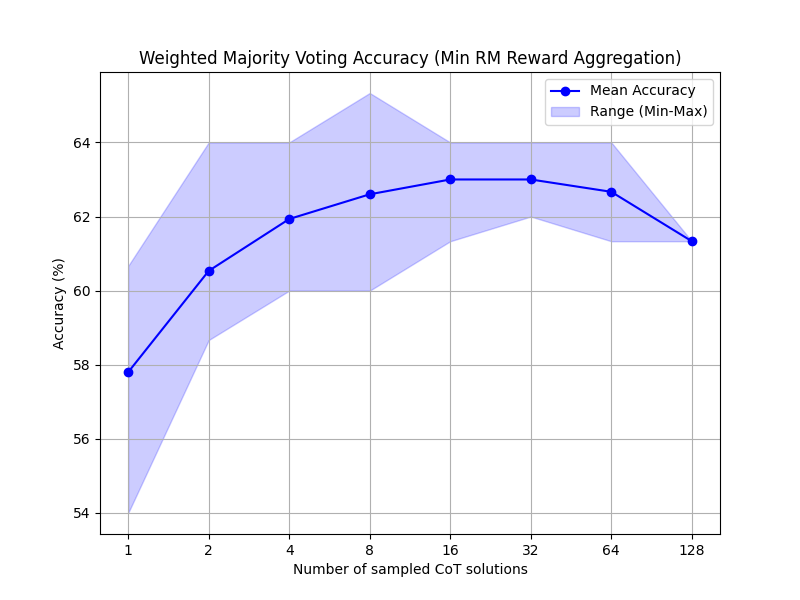 Weighted Majority Voting Accuracy (Min RM Reward Aggregation)
Mean Accuracy
Range (Min-Max)
Accuracy (%)
64
62
60
58
56
54
1 2 4 8 16 32 64 128
Number of sampled CoT solutions